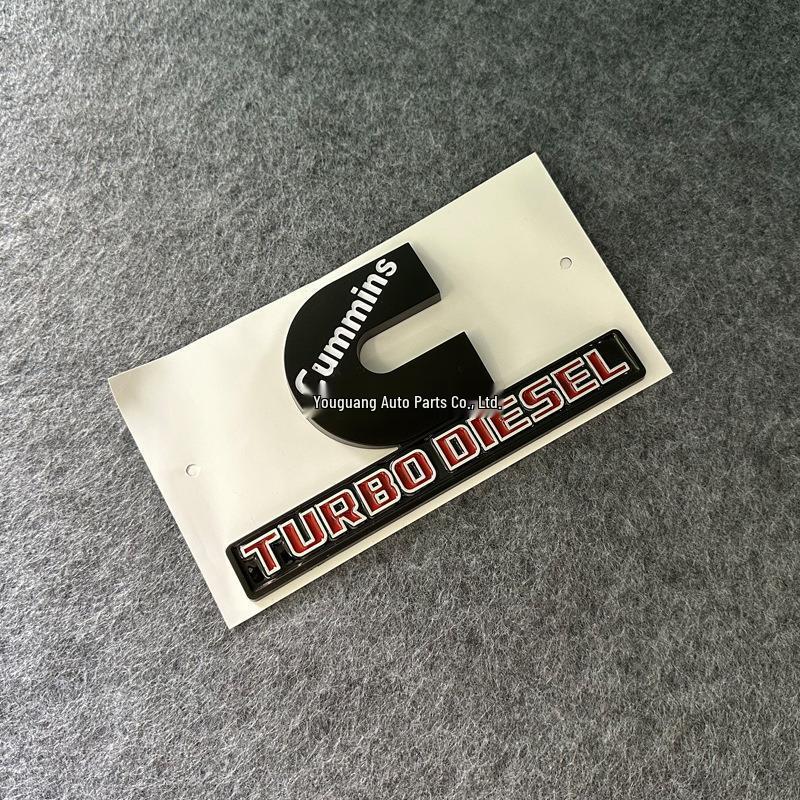 Cummins
Youguang Auto Parts Co., Ltd.
TURBO DIESEL